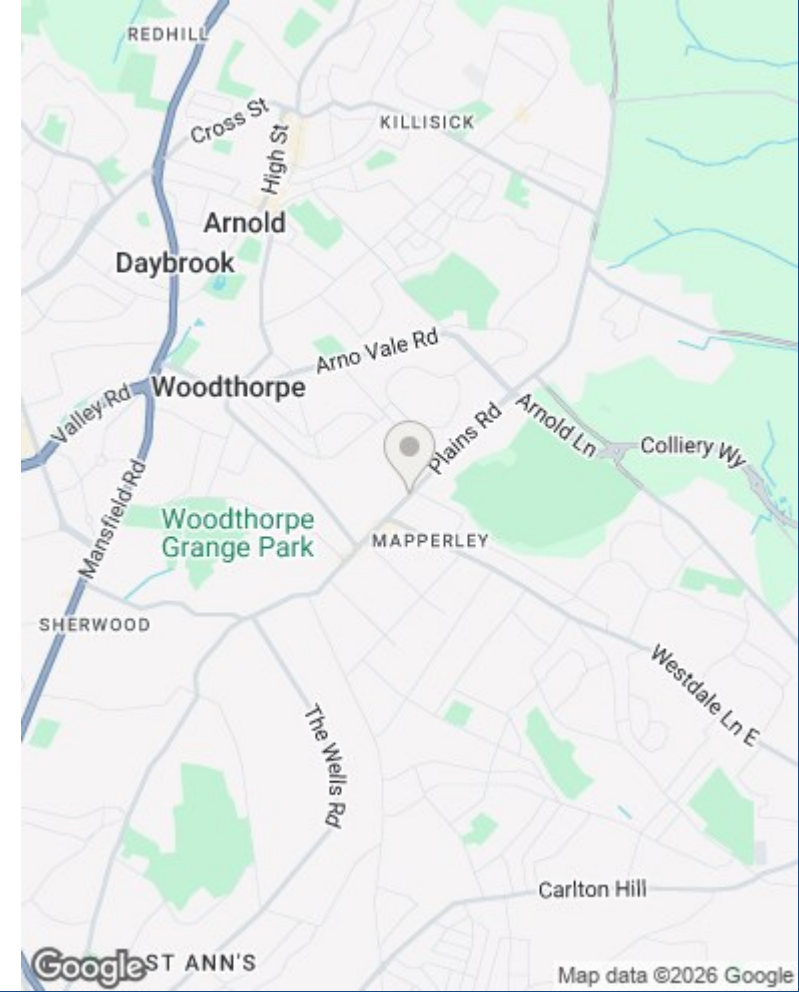 REDHILL
Cross St
High St
KILLISICK
Arnold
Daybrook
Arno Vale Rd
Woodthorpe
Valley Rd
Plains Rd
Arnold Ln
Colliery Wy
Mansfield Rd
Woodthorpe
Grange Park
MAPPERLEY
SHERWOOD
Westdale Ln E
The Wells Rd
Carlton Hill
Google
ST ANN'S
Map data ©2026 Google